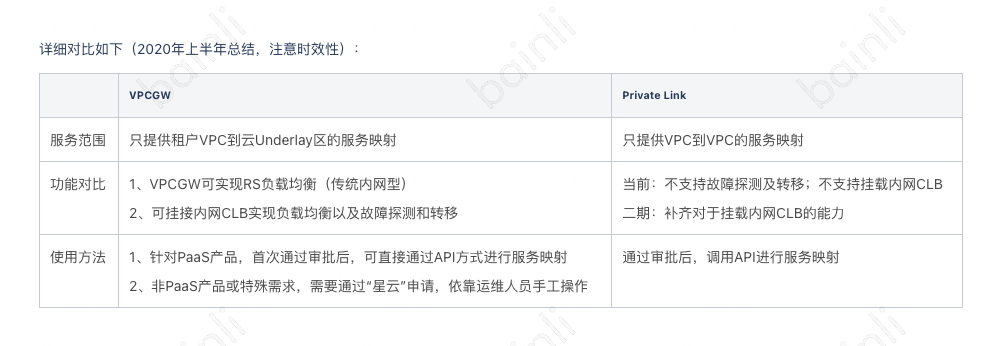 详细对比如下（2020年上半年总结，注意时效性）：
VPCGW
Private Link
服务范围
只提供租户VPC到云Underlay区的服务映射
只提供VPC到VPC的服务映射
功能对比
1、VPCGW可实现RS负载均衡（传统内网型）
2、可挂接内网CLB实现负载均衡以及故障探测和转移
当前：不支持故障探测及转移；不支持挂载内网CLB
二期：补齐对于挂载内网CLB的能力
使用方法
1、针对PaaS产品，首次通过审批后，可直接通过API方式进行服务映射
2、非PaaS产品或特殊需求，需要通过“星云”申请，依靠运维人员手工操作
通过审批后，调用API进行服务映射
bainli
bainli
bainli
bainli
bainli
bainli